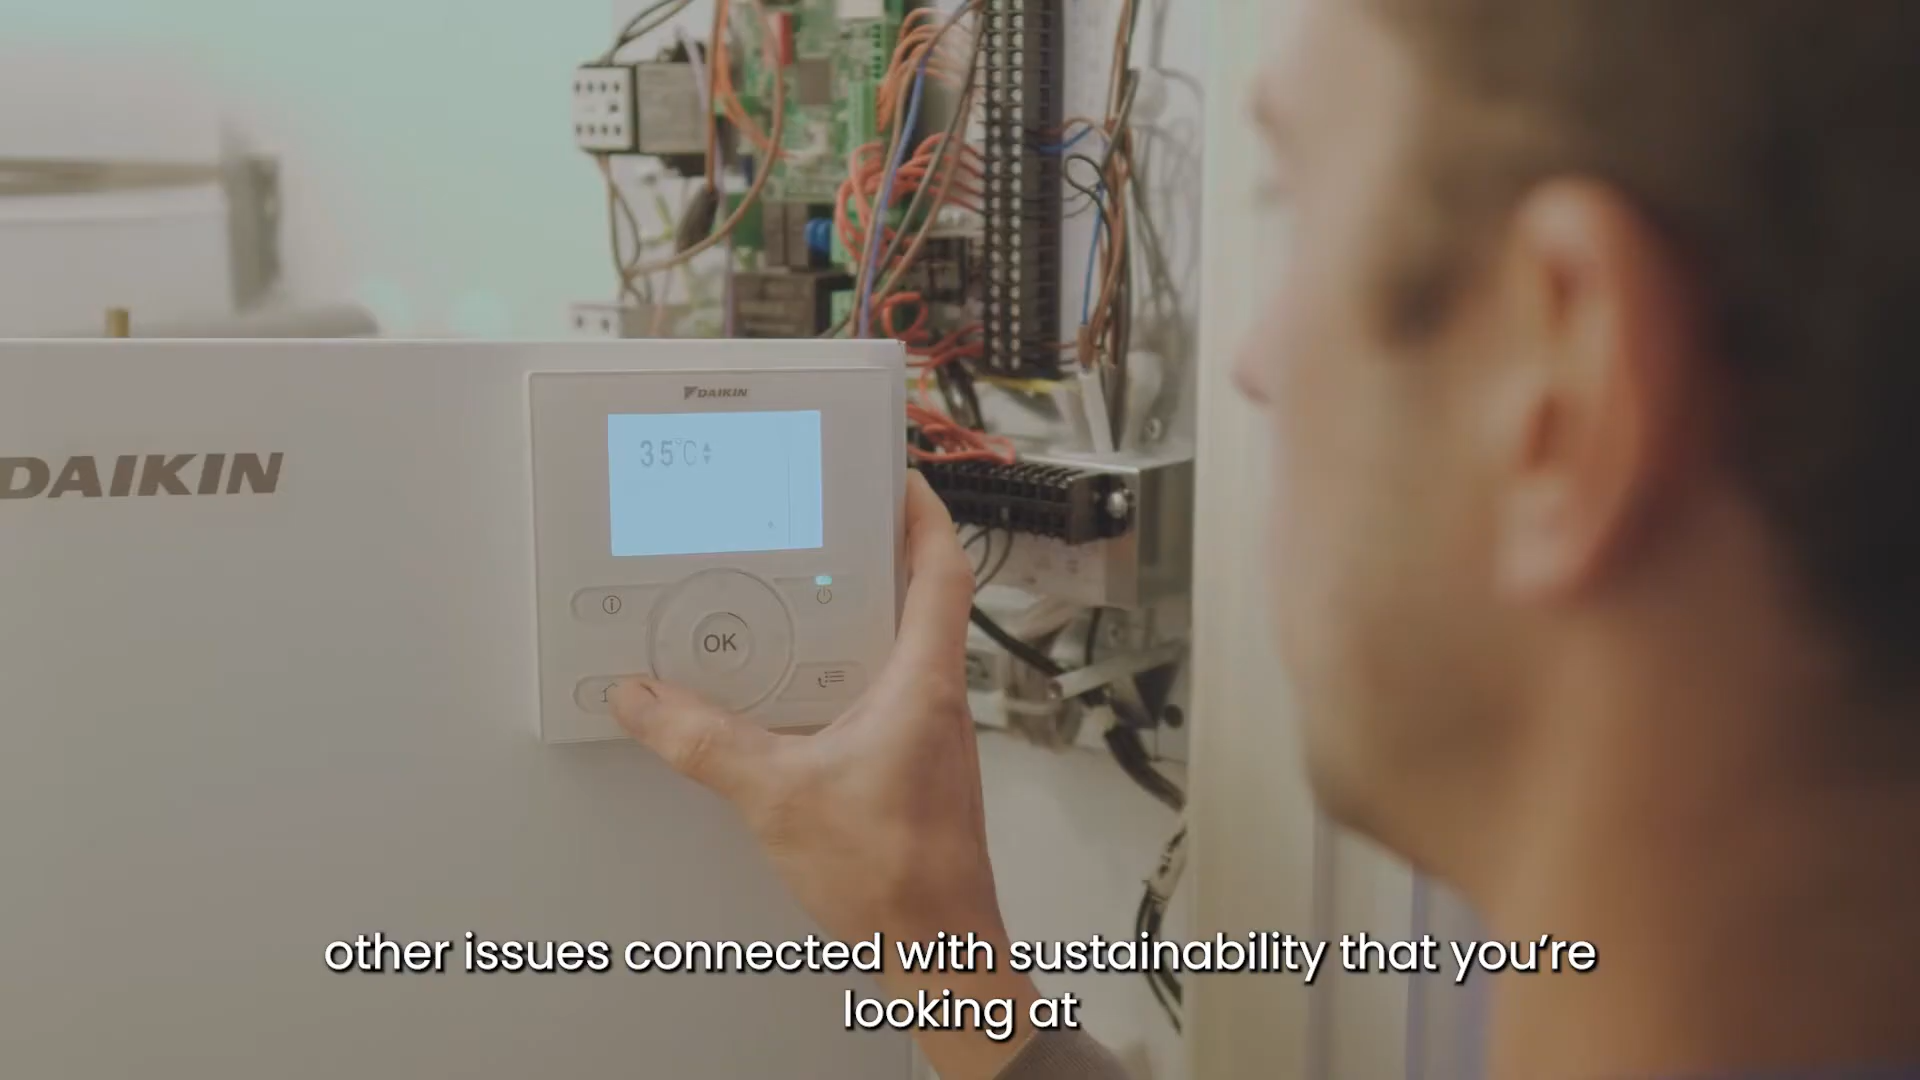 DAIKIN
35°C
DAIKIN
OK
other issues connected with sustainability that you're
looking at